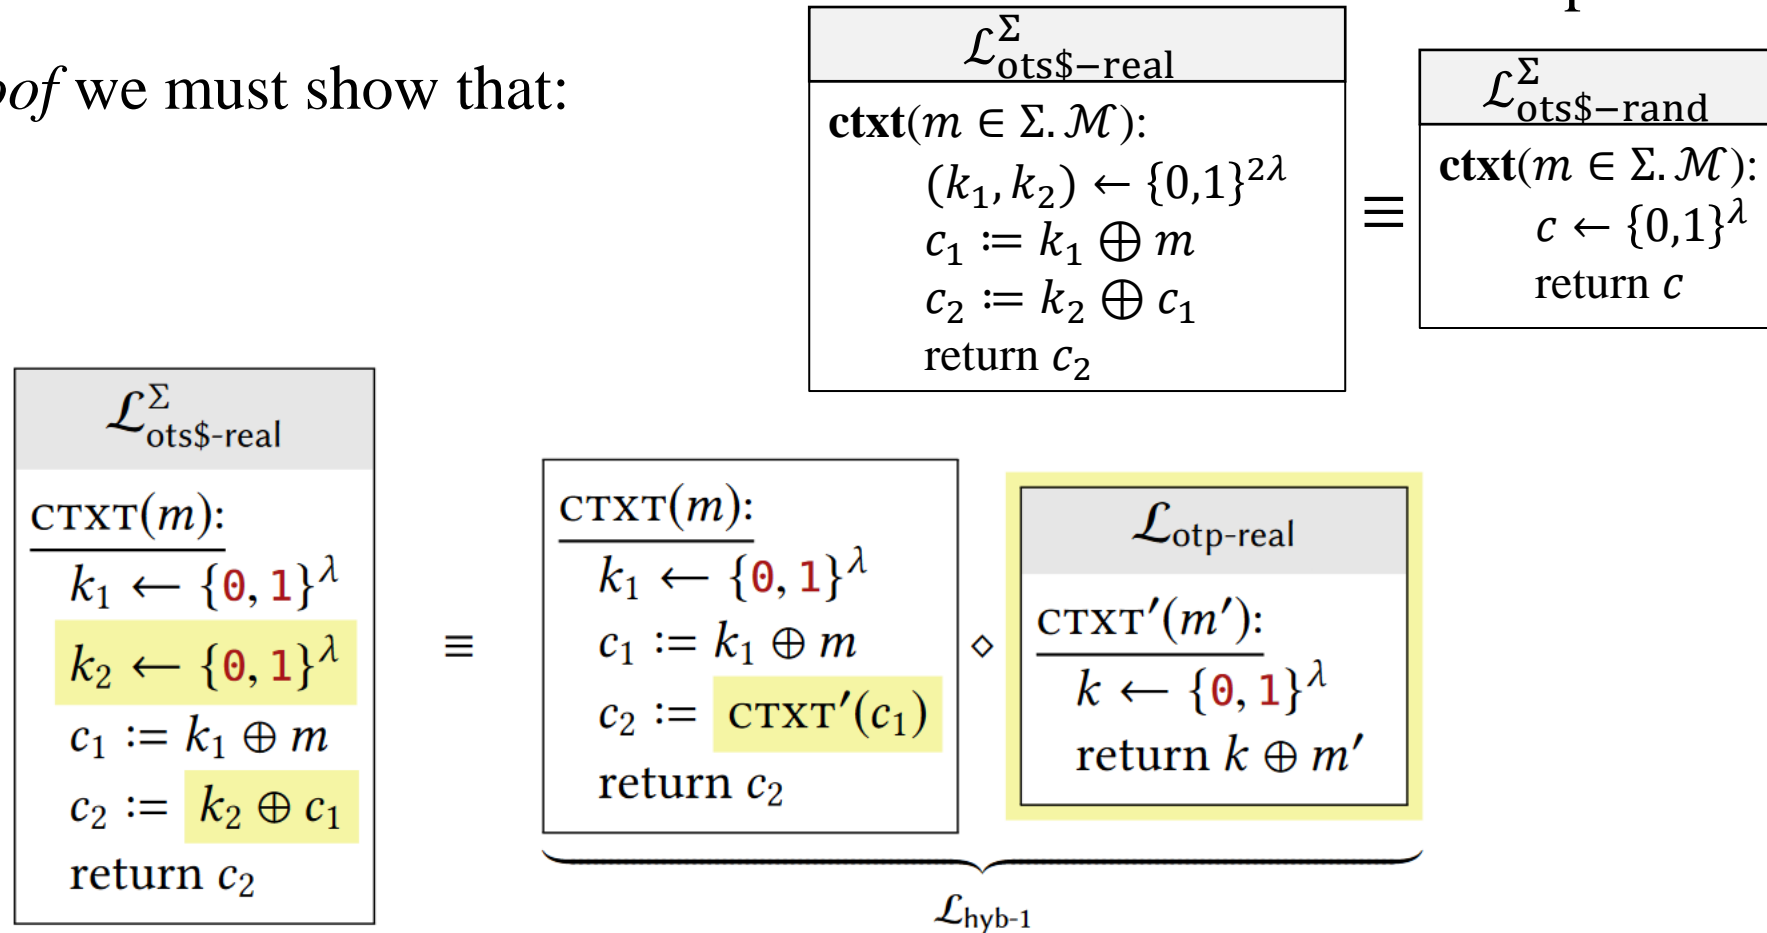 oof we must show that:
ℒ^Σ_ots$−real
ctxt(m ∈ Σ.ℳ):
(k₁, k₂) ← {0,1}^{2λ}
c₁ ≔ k₁ ⊕ m
c₂ ≔ k₂ ⊕ c₁
return c₂
≡
ℒ^Σ_ots$−rand
ctxt(m ∈ Σ.ℳ):
c ← {0,1}^λ
return c
ℒ^Σ_ots$-real
CTXT(m):
k₁ ← {0, 1}^λ
k₂ ← {0, 1}^λ
c₁ := k₁ ⊕ m
c₂ := k₂ ⊕ c₁
return c₂
≡
CTXT(m):
k₁ ← {0, 1}^λ
c₁ := k₁ ⊕ m
c₂ := CTXT′(c₁)
return c₂
⋄
ℒ_otp-real
CTXT′(m′):
k ← {0, 1}^λ
return k ⊕ m′
ℒ_hyb-1